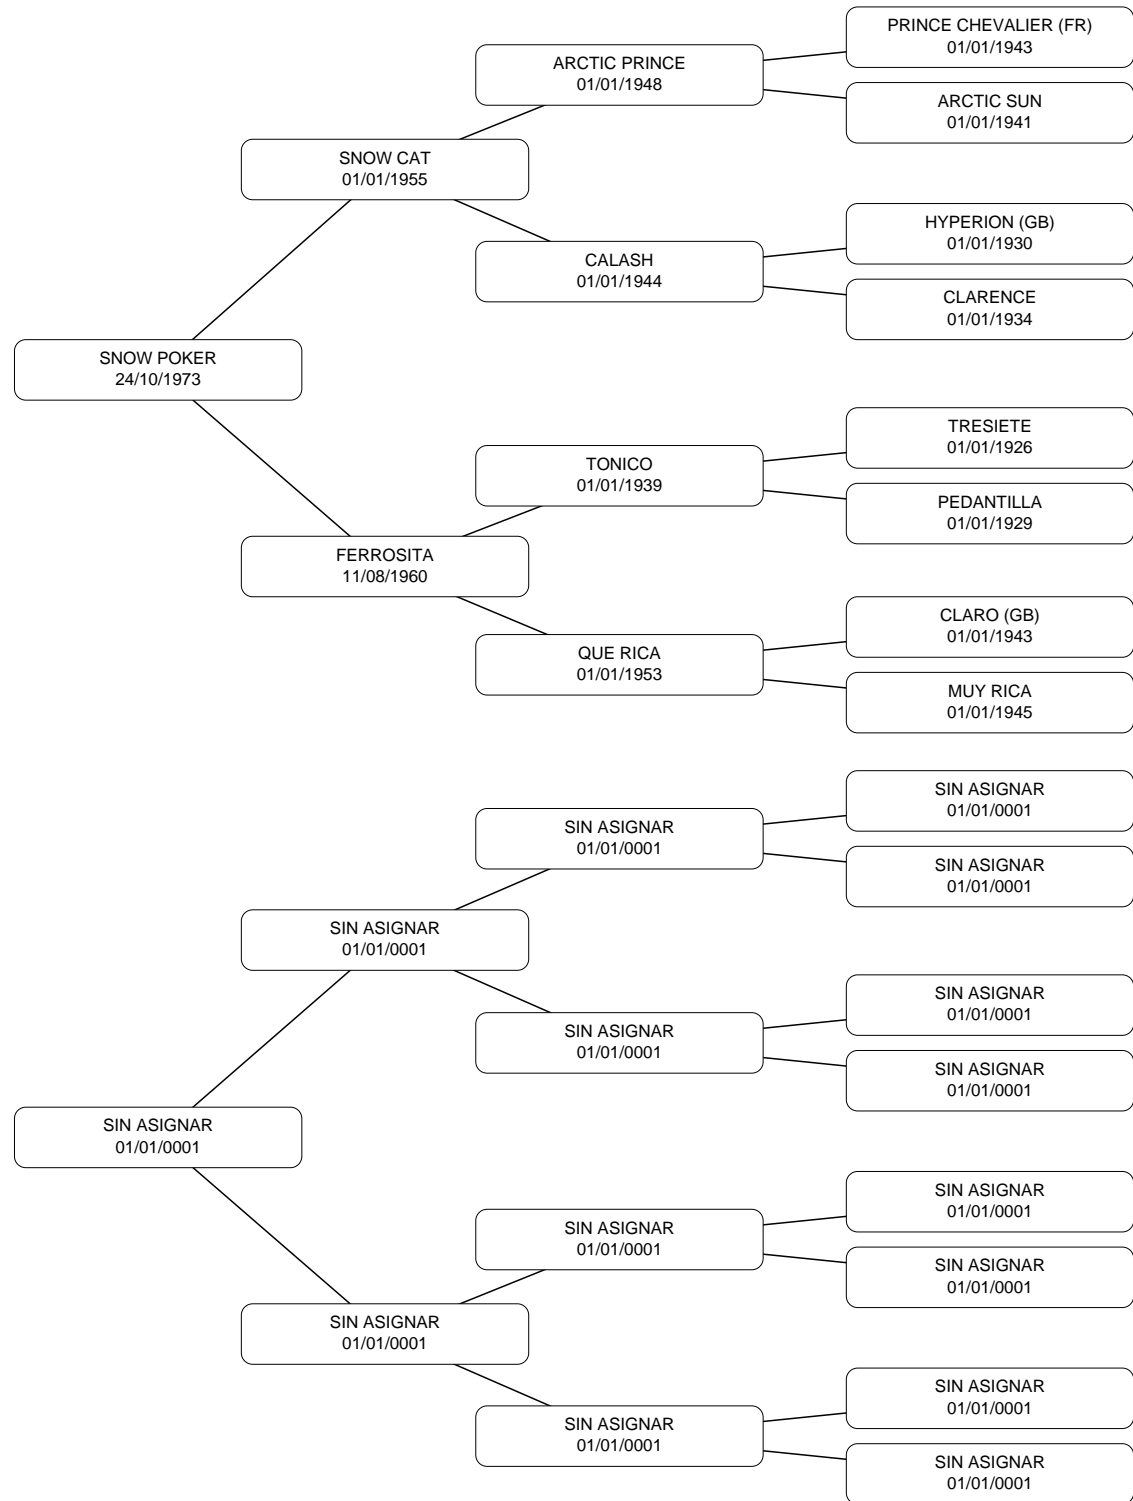 PRINCE CHEVALIER (FR)
01/01/1943
ARCTIC PRINCE
01/01/1948
ARCTIC SUN
01/01/1941
SNOW CAT
01/01/1955
HYPERION (GB)
01/01/1930
CALASH
01/01/1944
CLARENCE
01/01/1934
SNOW POKER
24/10/1973
TRESIETE
01/01/1926
TONICO
01/01/1939
PEDANTILLA
01/01/1929
FERROSITA
11/08/1960
CLARO (GB)
01/01/1943
QUE RICA
01/01/1953
MUY RICA
01/01/1945
SIN ASIGNAR
01/01/0001
SIN ASIGNAR
01/01/0001
SIN ASIGNAR
01/01/0001
SIN ASIGNAR
01/01/0001
SIN ASIGNAR
01/01/0001
SIN ASIGNAR
01/01/0001
SIN ASIGNAR
01/01/0001
SIN ASIGNAR
01/01/0001
SIN ASIGNAR
01/01/0001
SIN ASIGNAR
01/01/0001
SIN ASIGNAR
01/01/0001
SIN ASIGNAR
01/01/0001
SIN ASIGNAR
01/01/0001
SIN ASIGNAR
01/01/0001
SIN ASIGNAR
01/01/0001